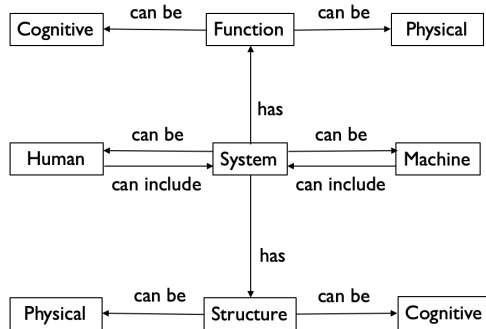 can be
can be
Cognitive
Function
Physical
has
can be
can be
Human
System
Machine
can include
can include
has
can be
can be
Physical
Structure
Cognitive